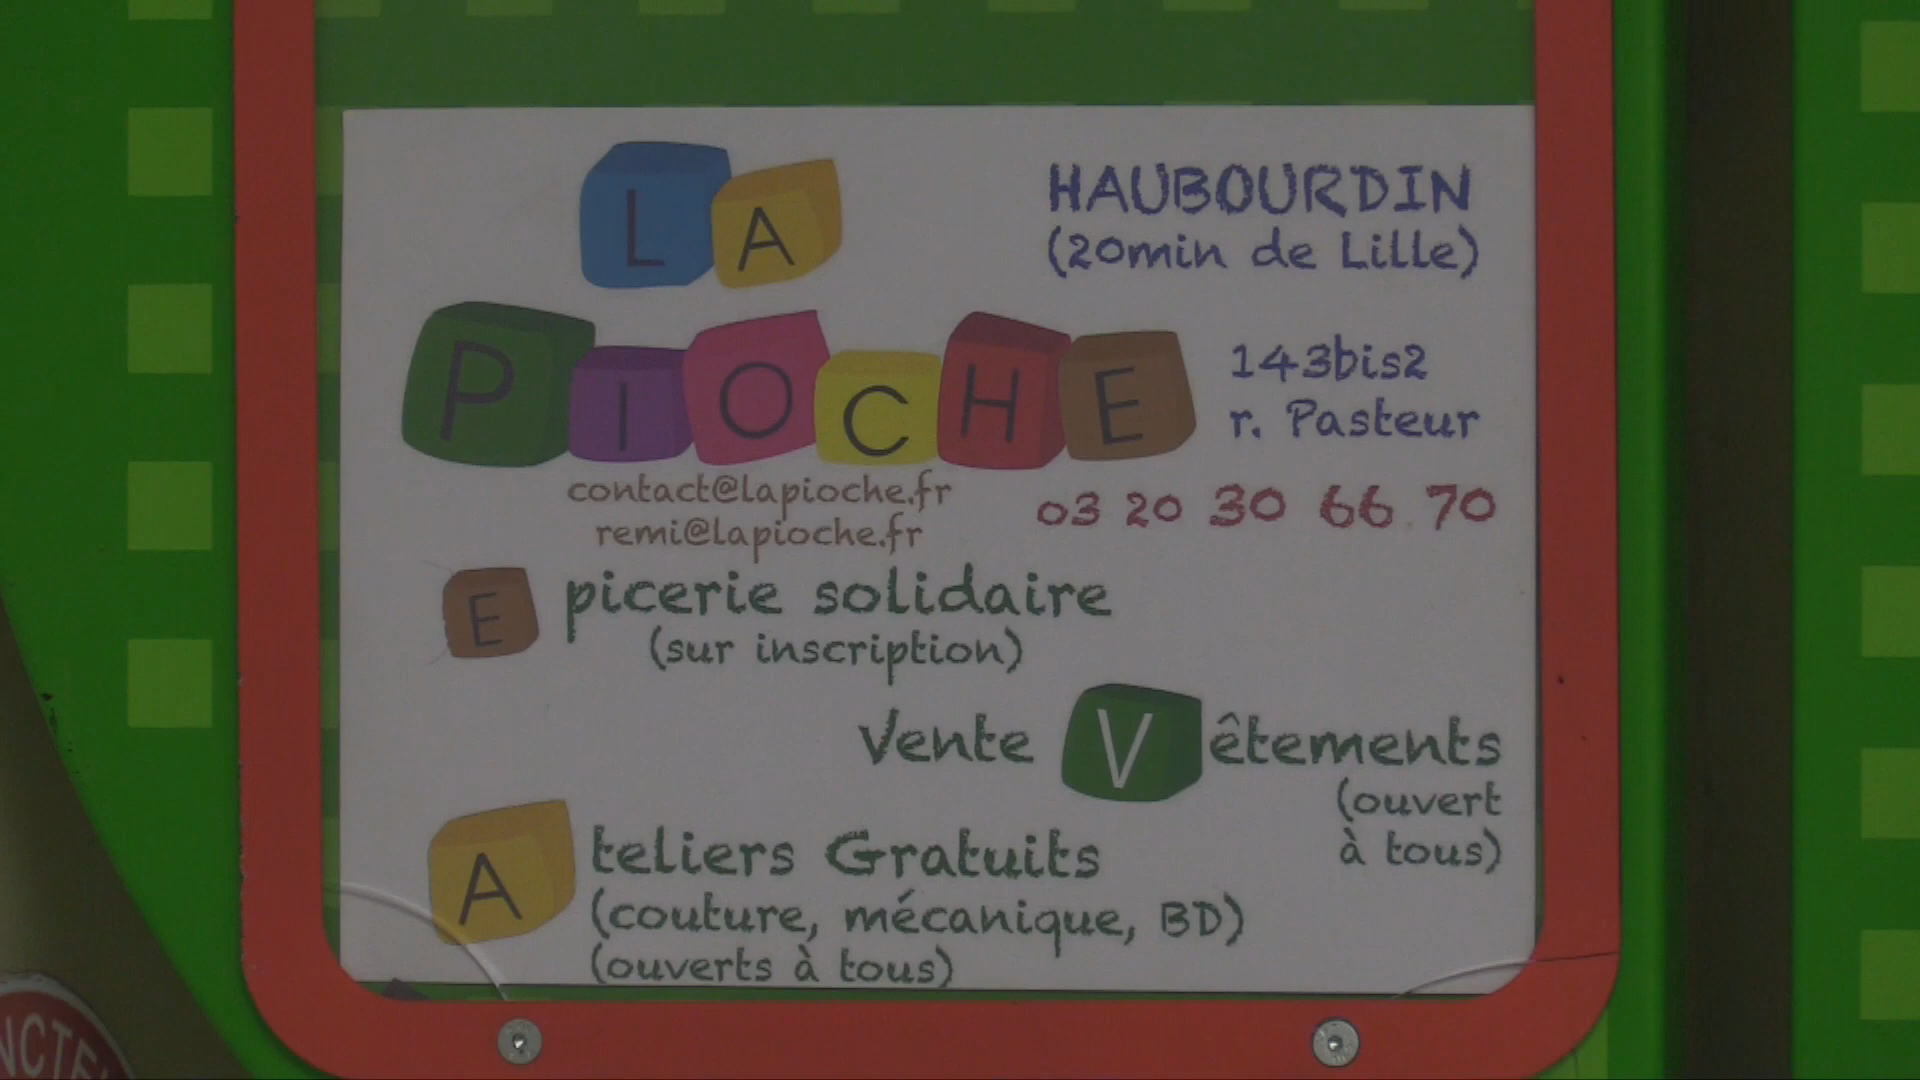 LA
PIOCHE
HAUBOURDIN
(20min de Lille)
143bis2
r. Pasteur
contact@lapioche.fr
remi@lapioche.fr
03 20 30 66 70
Epicerie solidaire
(sur inscription)
Vente Vêtements
(ouvert
à tous)
Ateliers Gratuits
(couture, mécanique, BD)
(ouverts à tous)